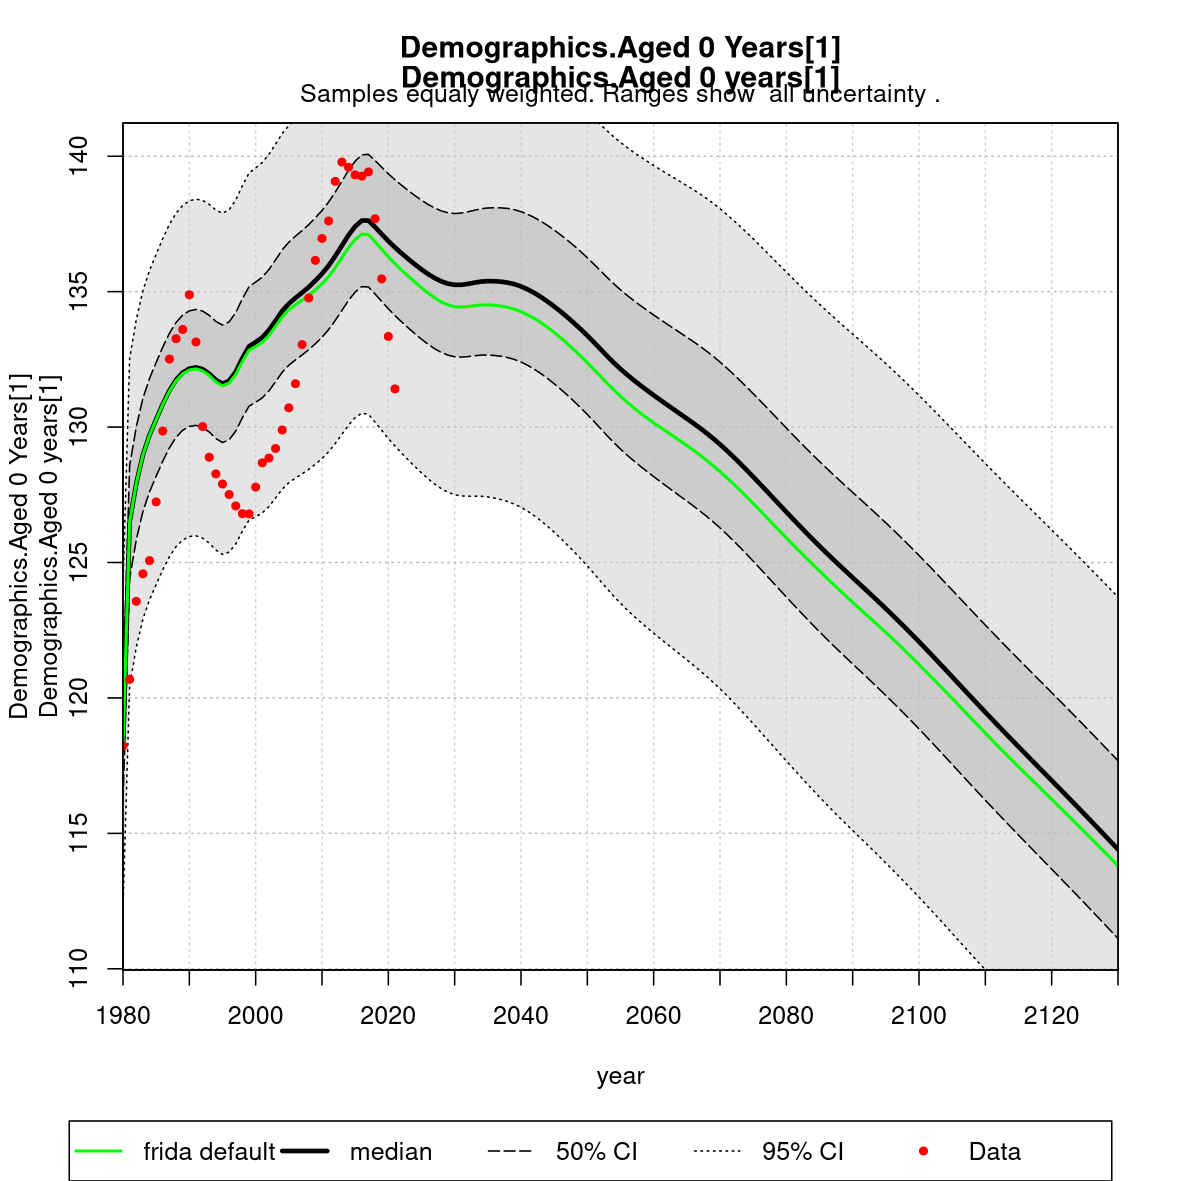 Demographics.Aged 0 Years[1]
Demographics.Aged 0 years[1]
Samples equaly weighted. Ranges show  all uncertainty .
Demographics.Aged 0 Years[1]
Demographics.Aged 0 years[1]
140
135
130
125
120
115
110
1980 2000 2020 2040 2060 2080 2100 2120
year
frida default median 50% CI 95% CI Data